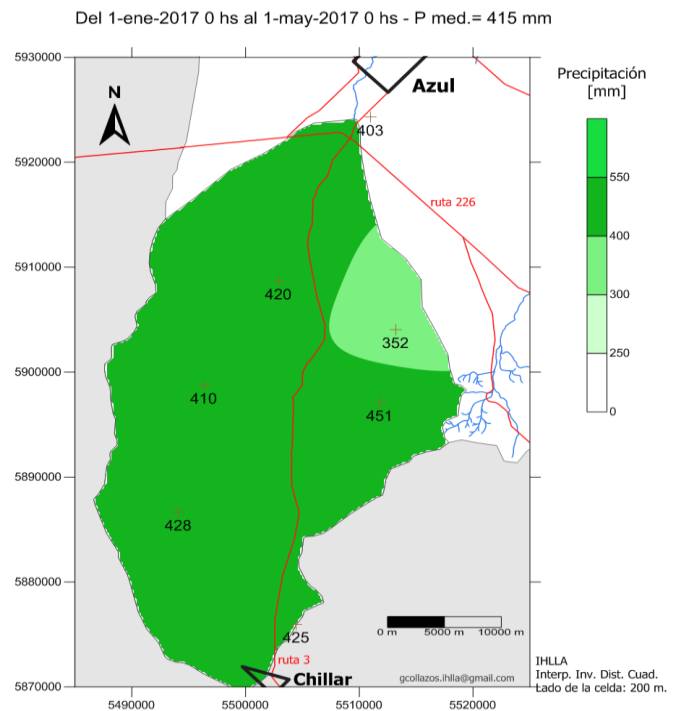 Del 1-ene-2017 0 hs al 1-may-2017 0 hs - P med.= 415 mm
5930000
Azul
Precipitación
[mm]
N
403
5920000
550
ruta 226
400
5910000
420
300
352
250
5900000
410
451
0
5890000
428
5880000
425
0 m 5000 m 10000 m
ruta 3
IHLLA
Chillar
gcollazos.ihlla@gmail.com
Interp. Inv. Dist. Cuad.
Lado de la celda: 200 m.
5870000
5490000 5500000 5510000 5520000